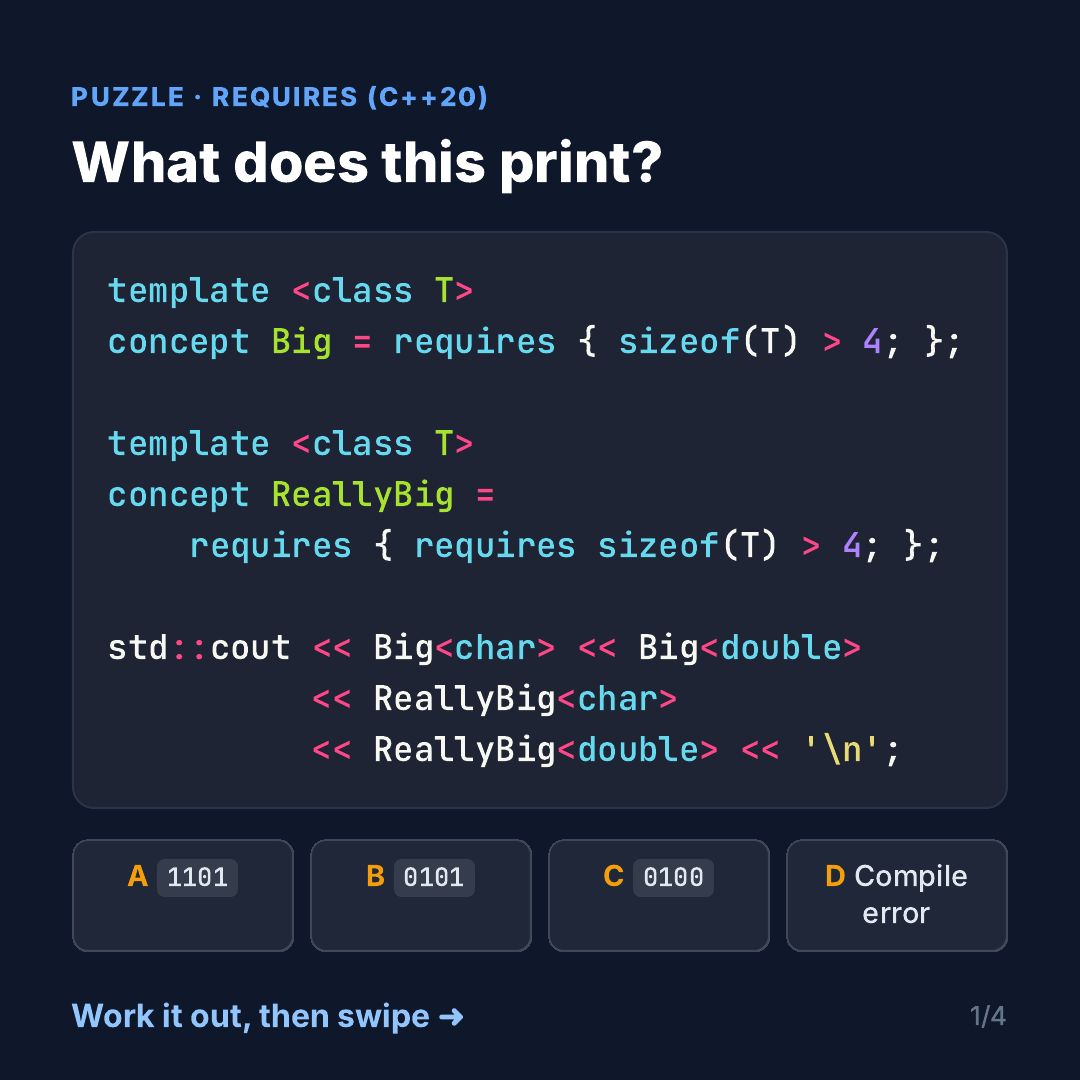 PUZZLE · REQUIRES (C++20)
What does this print?
template <class T>
concept Big = requires { sizeof(T) > 4; };
template <class T>
concept ReallyBig =
    requires { requires sizeof(T) > 4; };
std::cout << Big<char> << Big<double>
          << ReallyBig<char>
          << ReallyBig<double> << '\n';
A 1101
B 0101
C 0100
D Compile
error
Work it out, then swipe ➜
1/4